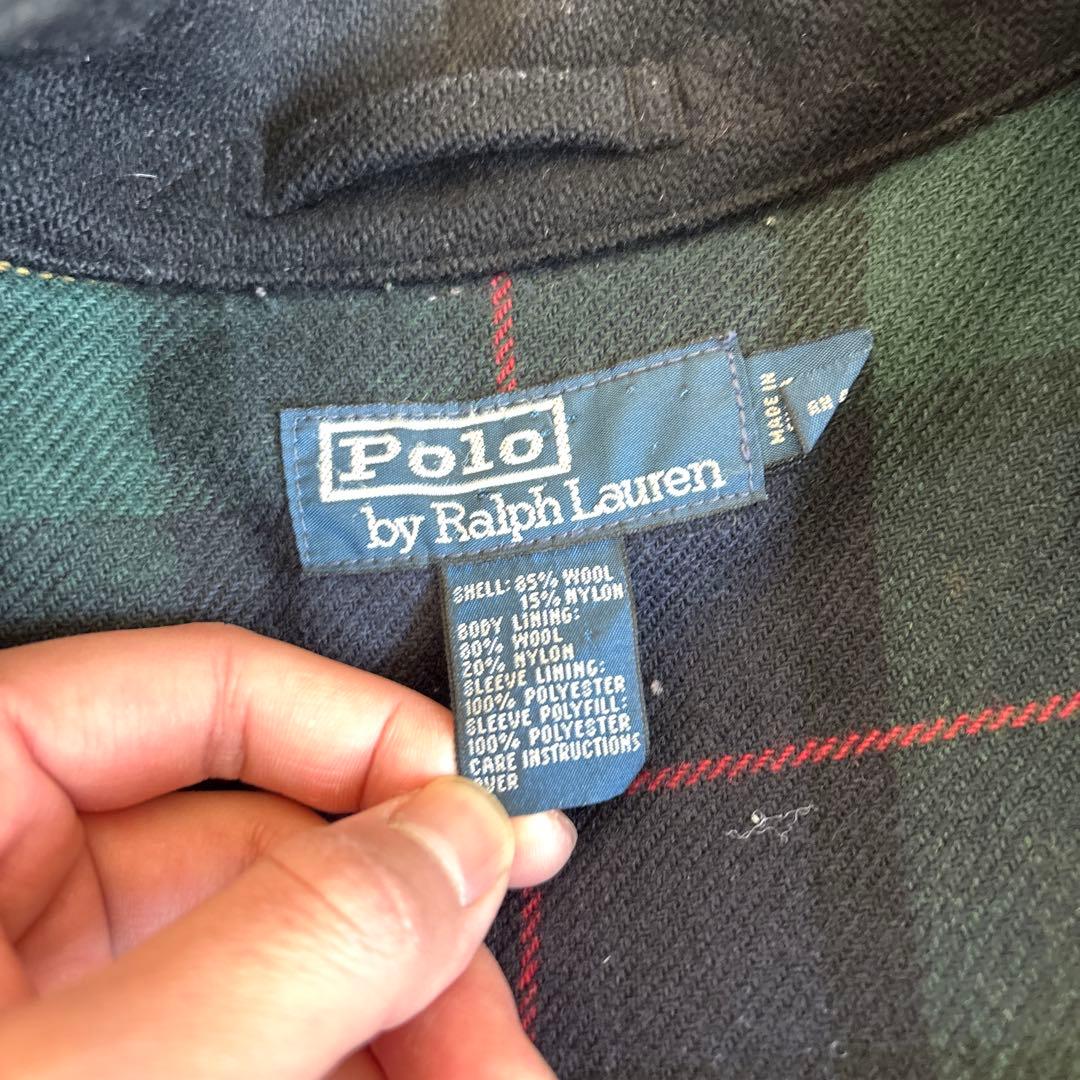 Polo
by Ralph Lauren
MADE IN
SHELL: 85% WOOL
15% NYLON
BODY LINING:
80% WOOL
20% NYLON
SLEEVE LINING:
100% POLYESTER
SLEEVE POLYFILL:
100% POLYESTER
CARE INSTRUCTIONS
OVER